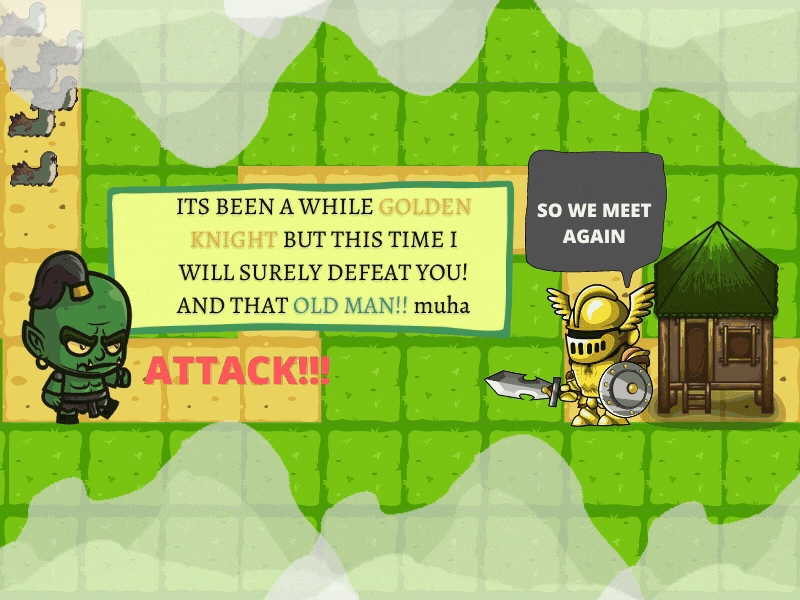 ITS BEEN A WHILE GOLDEN
KNIGHT BUT THIS TIME I
WILL SURELY DEFEAT YOU!
AND THAT OLD MAN!! muha
SO WE MEET
AGAIN
ATTACK!!!